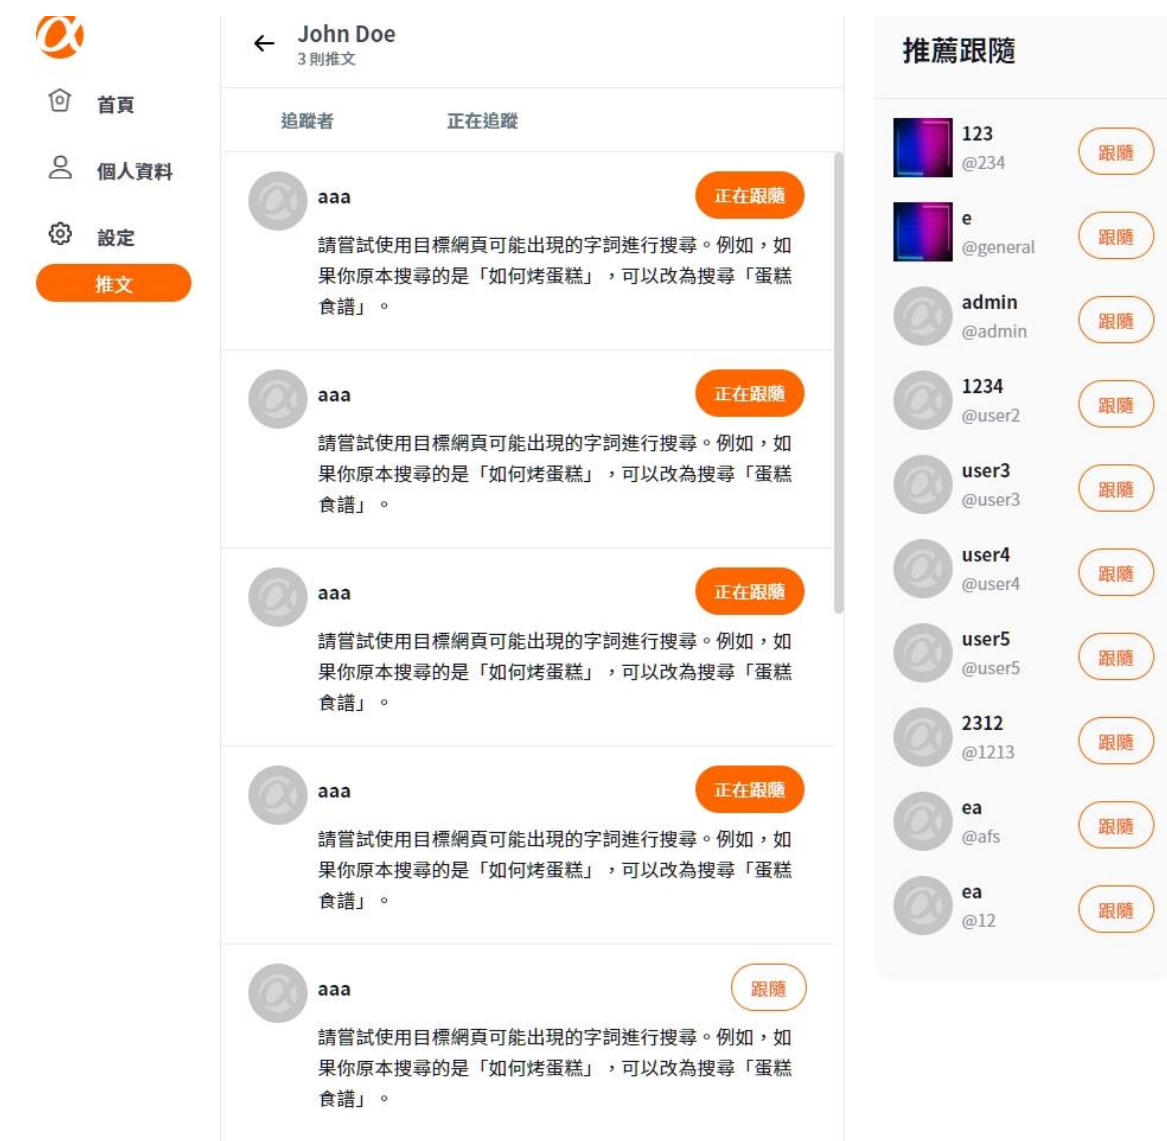 首頁
個人資料
設定
推文
John Doe
3 則推文
追蹤者
正在追蹤
aaa
正在跟隨
請嘗試使用目標網頁可能出現的字詞進行搜尋。例如，如
果你原本搜尋的是「如何烤蛋糕」，可以改為搜尋「蛋糕
食譜」。
aaa
正在跟隨
請嘗試使用目標網頁可能出現的字詞進行搜尋。例如，如
果你原本搜尋的是「如何烤蛋糕」，可以改為搜尋「蛋糕
食譜」。
aaa
正在跟隨
請嘗試使用目標網頁可能出現的字詞進行搜尋。例如，如
果你原本搜尋的是「如何烤蛋糕」，可以改為搜尋「蛋糕
食譜」。
aaa
正在跟隨
請嘗試使用目標網頁可能出現的字詞進行搜尋。例如，如
果你原本搜尋的是「如何烤蛋糕」，可以改為搜尋「蛋糕
食譜」。
aaa
跟隨
請嘗試使用目標網頁可能出現的字詞進行搜尋。例如，如
果你原本搜尋的是「如何烤蛋糕」，可以改為搜尋「蛋糕
食譜」。
推薦跟隨
123
@234
跟隨
e
@general
跟隨
admin
@admin
跟隨
1234
@user2
跟隨
user3
@user3
跟隨
user4
@user4
跟隨
user5
@user5
跟隨
2312
@1213
跟隨
ea
@afs
跟隨
ea
@12
跟隨